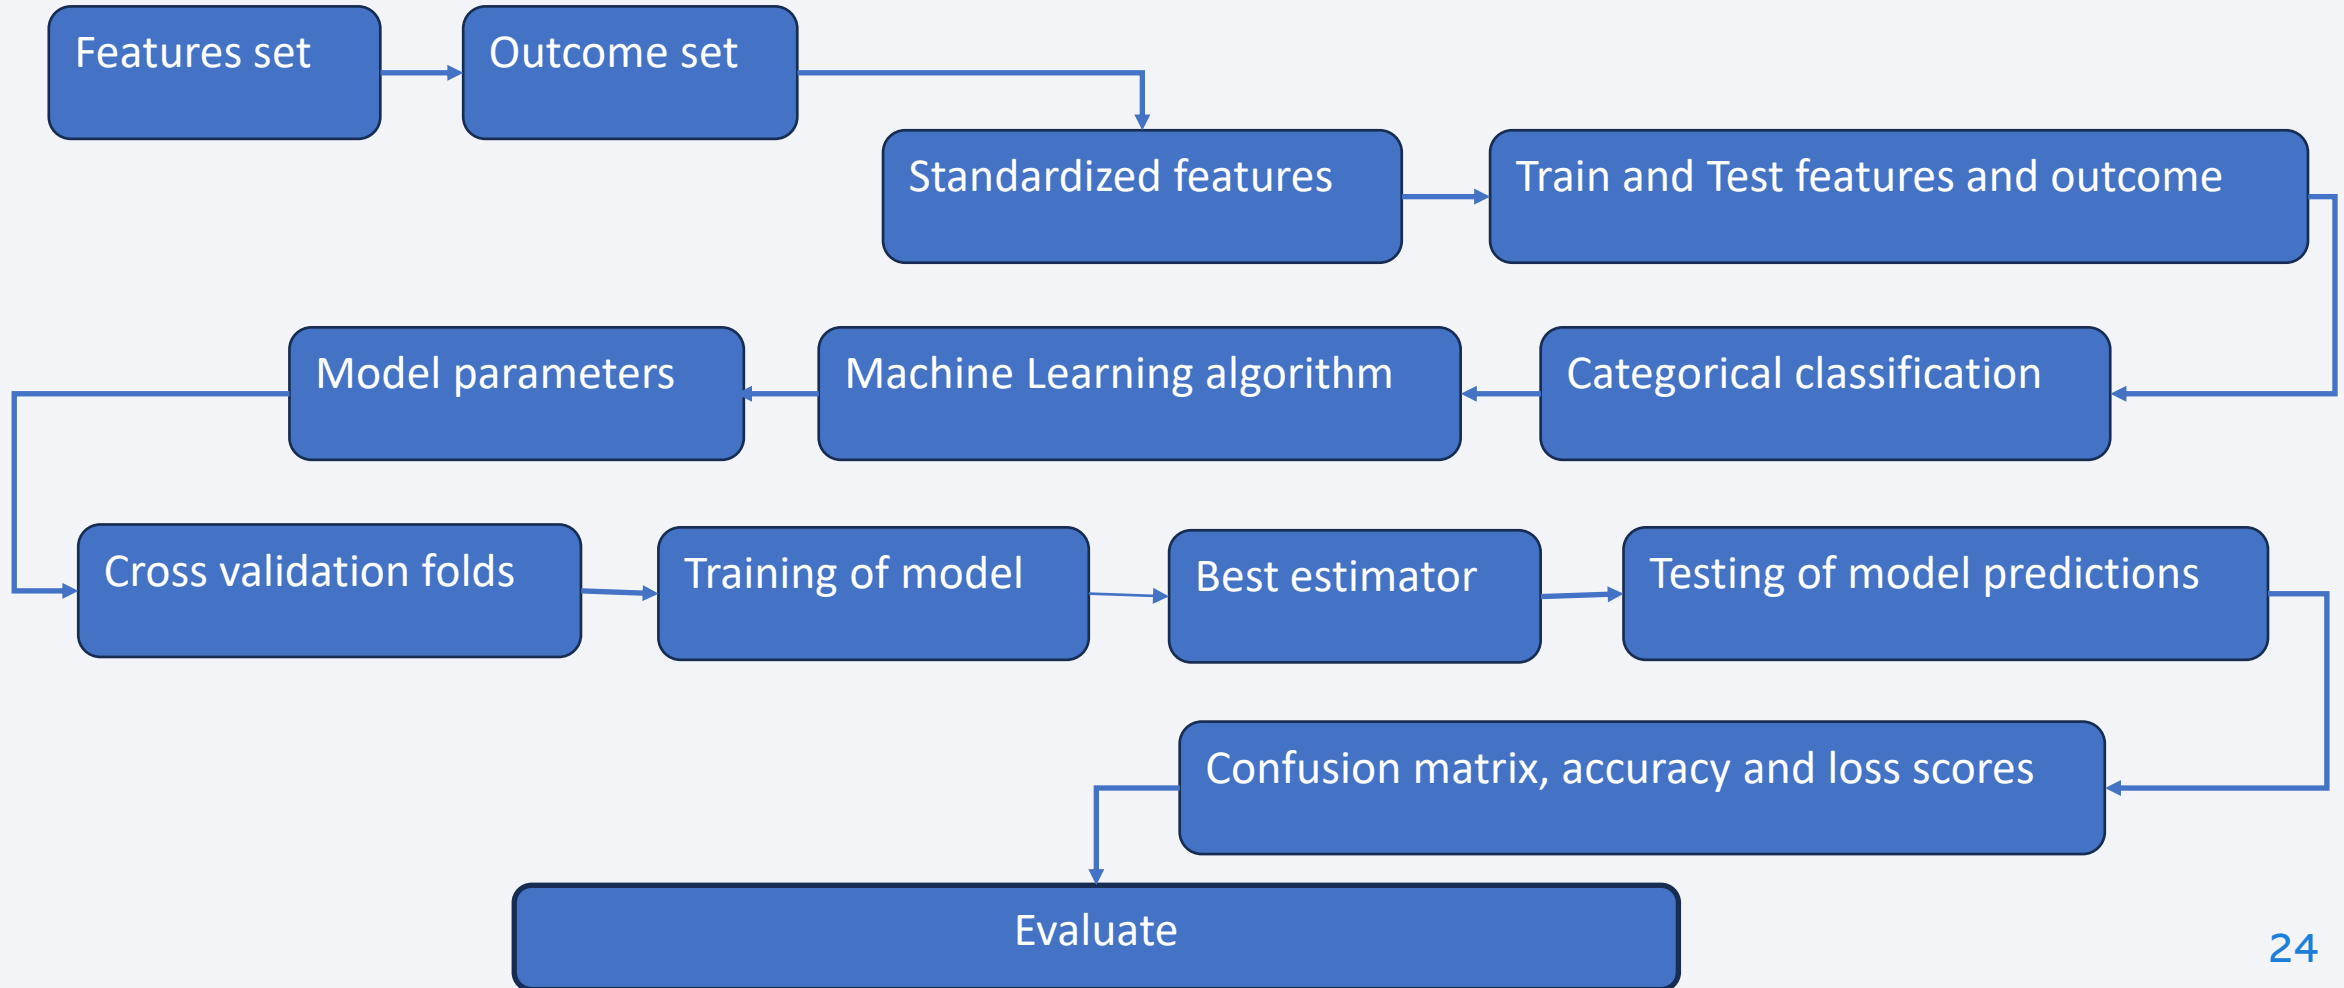 Features set
Outcome set
Standardized features
Train and Test features and outcome
Categorical classification
Machine Learning algorithm
Model parameters
Cross validation folds
Training of model
Best estimator
Testing of model predictions
Confusion matrix, accuracy and loss scores
Evaluate
24